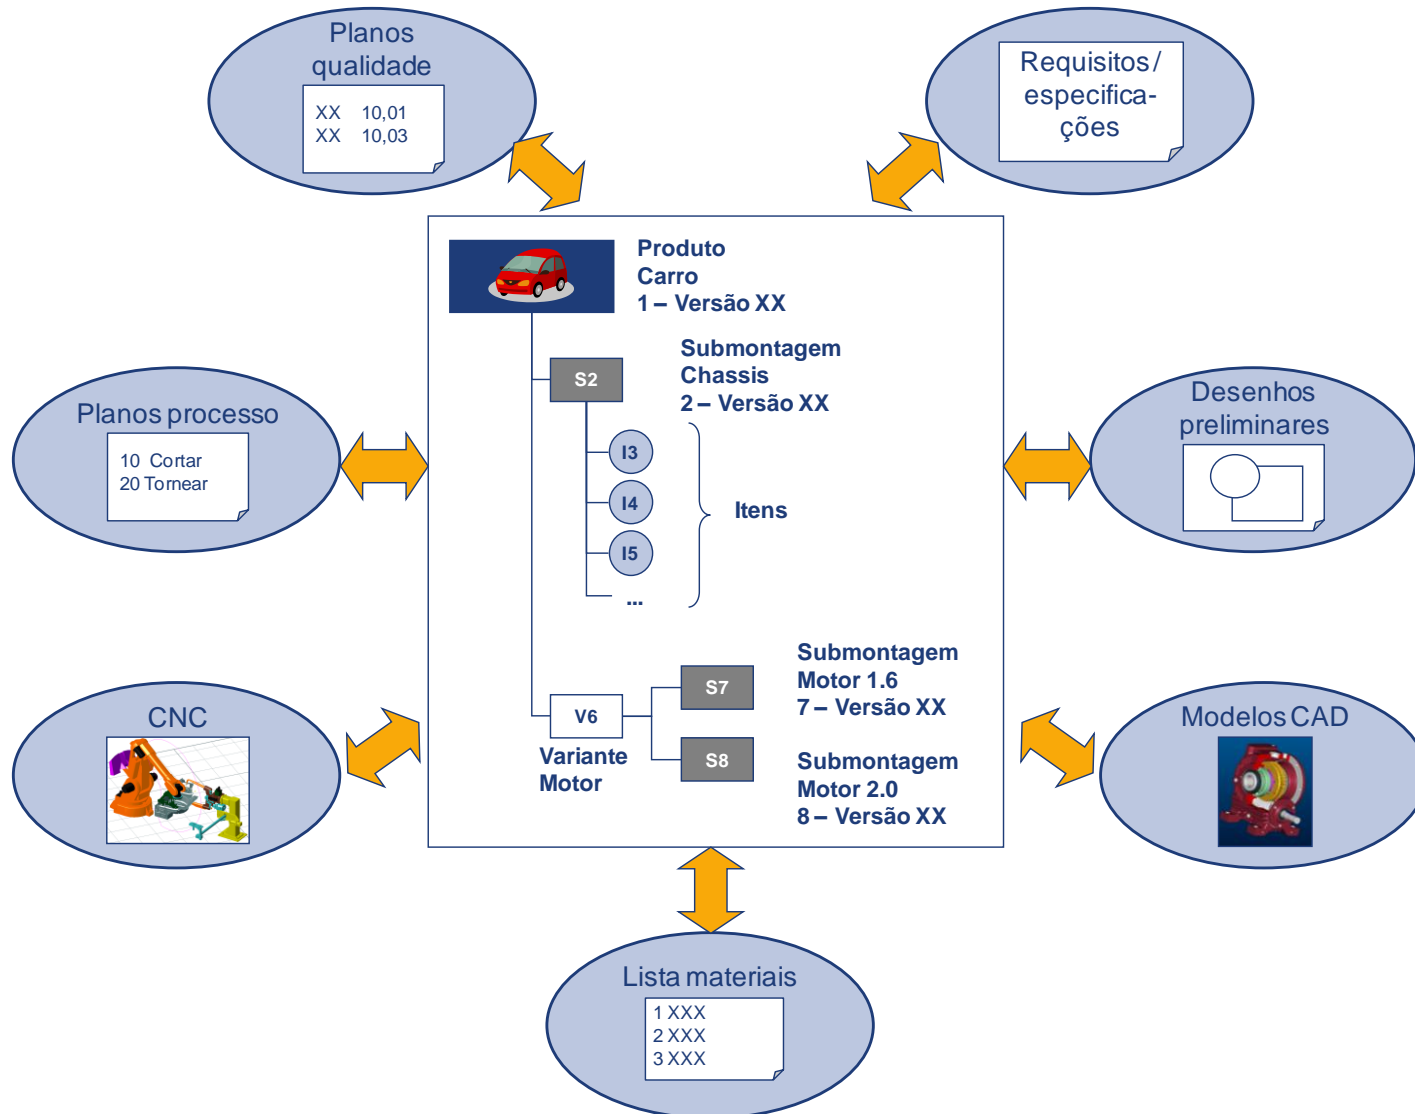 Planos
qualidade
XX 10,01
XX 10,03
Requisitos /
especifica-
ções
Produto
Carro
1 – Versão XX
S2
Submontagem
Chassis
2 – Versão XX
I3
I4
I5
...
Itens
Planos processo
10 Cortar
20 Tornear
Desenhos
preliminares
V6
Variante
Motor
S7
Submontagem
Motor 1.6
7 – Versão XX
S8
Submontagem
Motor 2.0
8 – Versão XX
CNC
Modelos CAD
Lista materiais
1 XXX
2 XXX
3 XXX